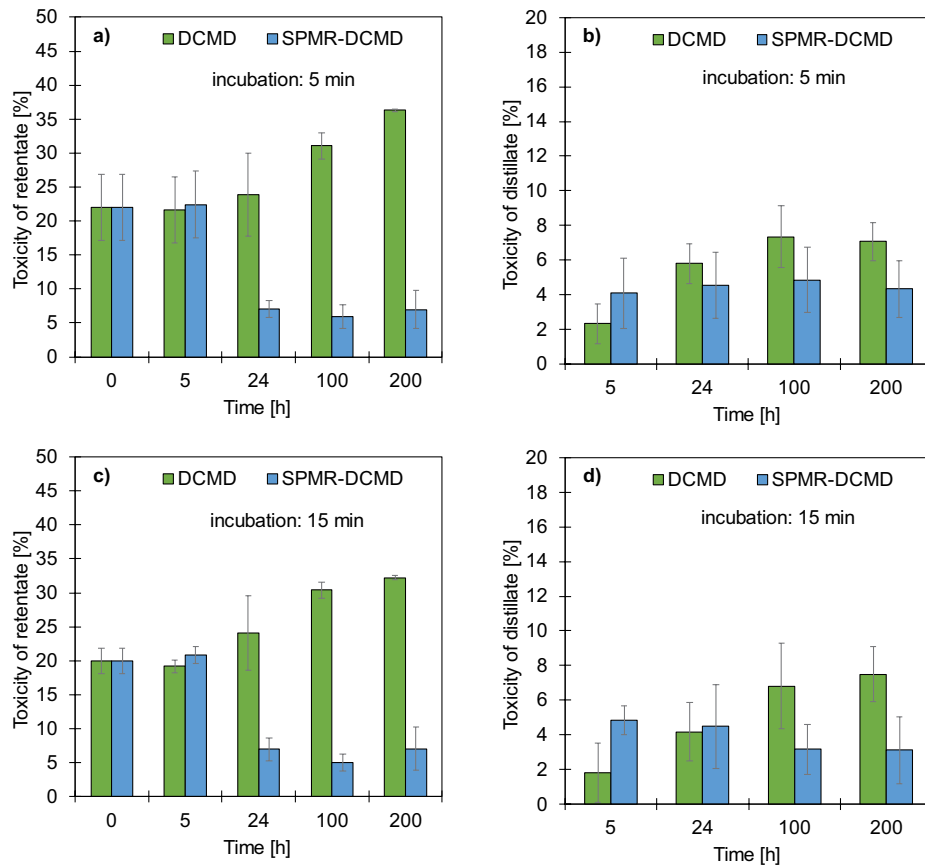 a)
DCMD SPMR-DCMD
incubation: 5 min
Toxicity of retentate [%]
50
45
40
35
30
25
20
15
10
5
0
0 5 24 100 200
Time [h]
b)
DCMD SPMR-DCMD
incubation: 5 min
Toxicity of distillate [%]
20
18
16
14
12
10
8
6
4
2
0
5 24 100 200
Time [h]
c)
DCMD SPMR-DCMD
incubation: 15 min
Toxicity of retentate [%]
50
45
40
35
30
25
20
15
10
5
0
0 5 24 100 200
Time [h]
d)
DCMD SPMR-DCMD
incubation: 15 min
Toxicity of distillate [%]
20
18
16
14
12
10
8
6
4
2
0
5 24 100 200
Time [h]